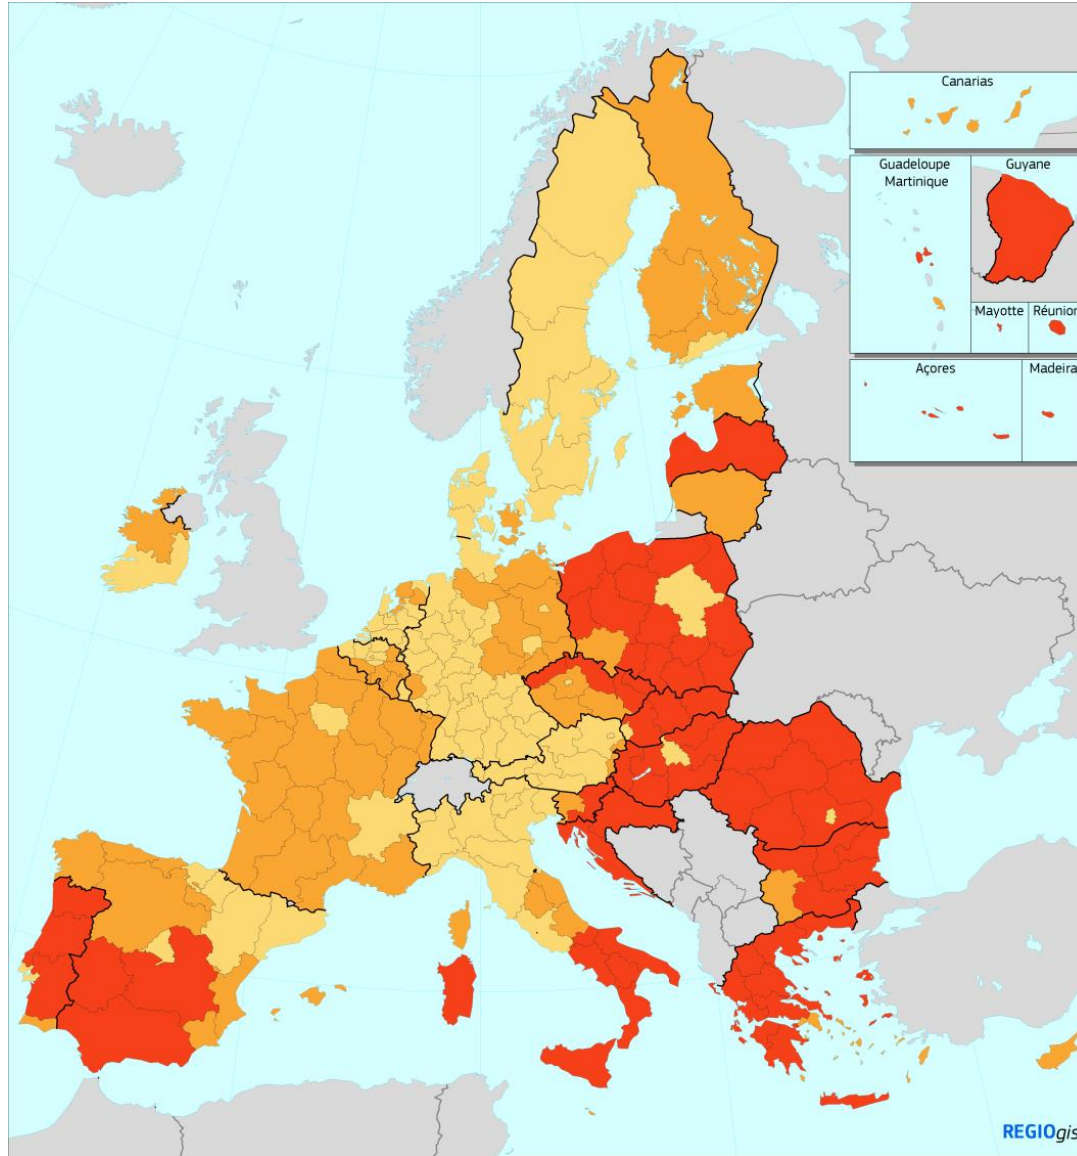 Canarias
Guadeloupe
Martinique
Guyane
Mayotte
Réunion
Açores
Madeira
REGIOgis